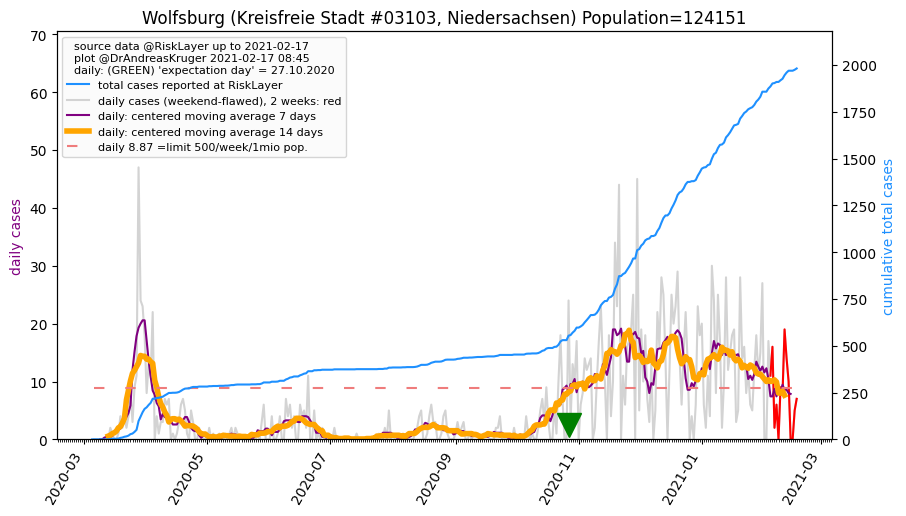 Wolfsburg (Kreisfreie Stadt #03103, Niedersachsen) Population=124151
source data @RiskLayer up to 2021-02-17
plot @DrAndreasKruger 2021-02-17 08:45
daily: (GREEN) 'expectation day' = 27.10.2020
total cases reported at RiskLayer
daily cases (weekend-flawed), 2 weeks: red
daily: centered moving average 7 days
daily: centered moving average 14 days
daily 8.87 =limit 500/week/1mio pop.
daily cases
70
60
50
40
30
20
10
0
cumulative total cases
2000
1750
1500
1250
1000
750
500
250
0
2020-03
2020-05
2020-07
2020-09
2020-11
2021-01
2021-03